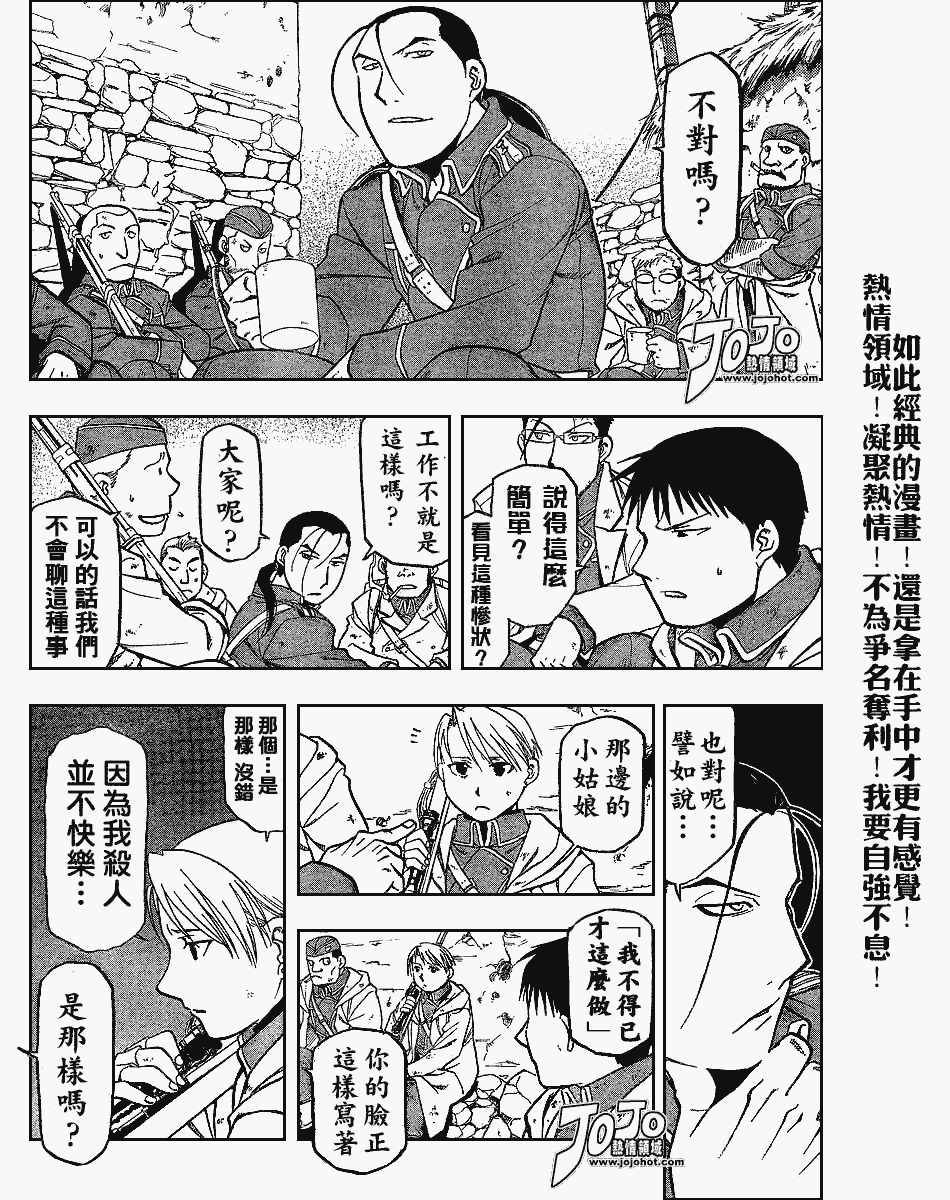 不對嗎？
JOJO
熱情領域
www.jojohot.com
說得這麼
簡單？
看見這種慘狀？
工作不就是
這樣嗎？
大家呢？
可以的話我們
不會聊這種事
也對呢…
譬如說…
那邊的
小姑娘
「我不得已
才這麼做」
你的臉正
這樣寫著
JOJO
熱情領域
www.jojohot.com
那個…是
那樣 沒錯
因為我殺人
並不快樂…
是那樣嗎？
如此經典的漫畫！還是拿在手中才更有感覺！
熱情領域！凝聚熱情！不為爭名奪利！我要自強不息！